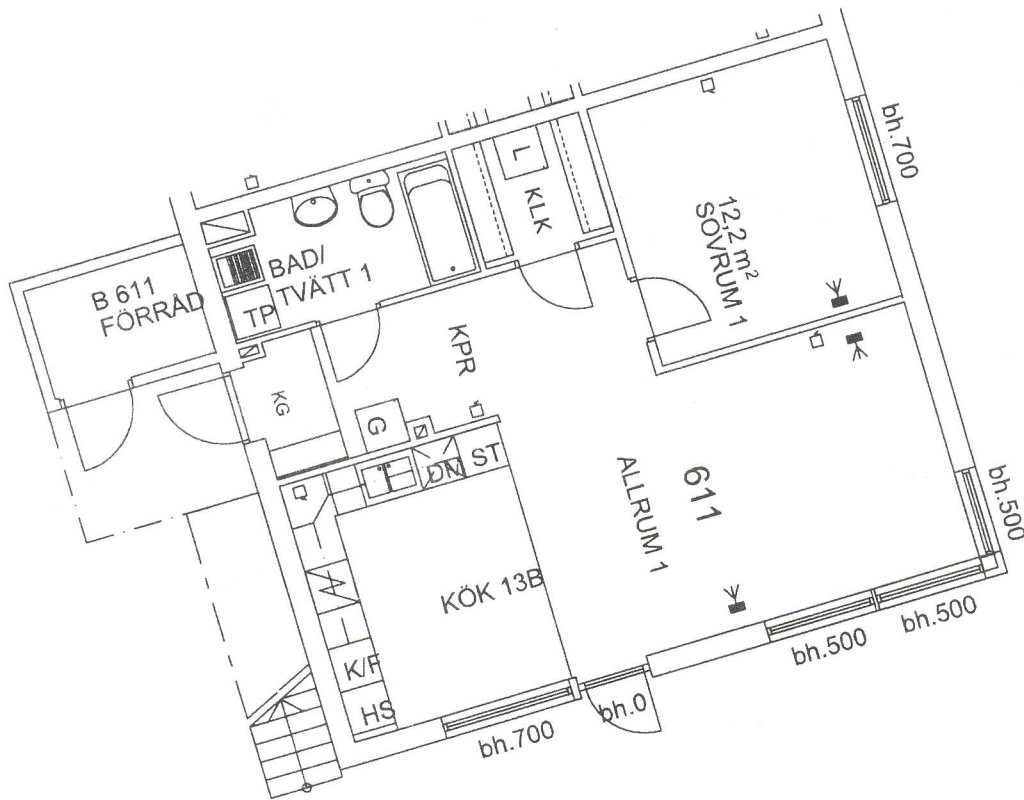 bh.700
L
KLK
12,2 m²
SOVRUM 1
BAD/
TVÄTT 1
TP
B 611
FÖRRÅD
KPR
KG
G
DM
ST
611
ALLRUM 1
bh.500
KÖK 13B
K/F
HS
bh.500
bh.500
bh.0
bh.700